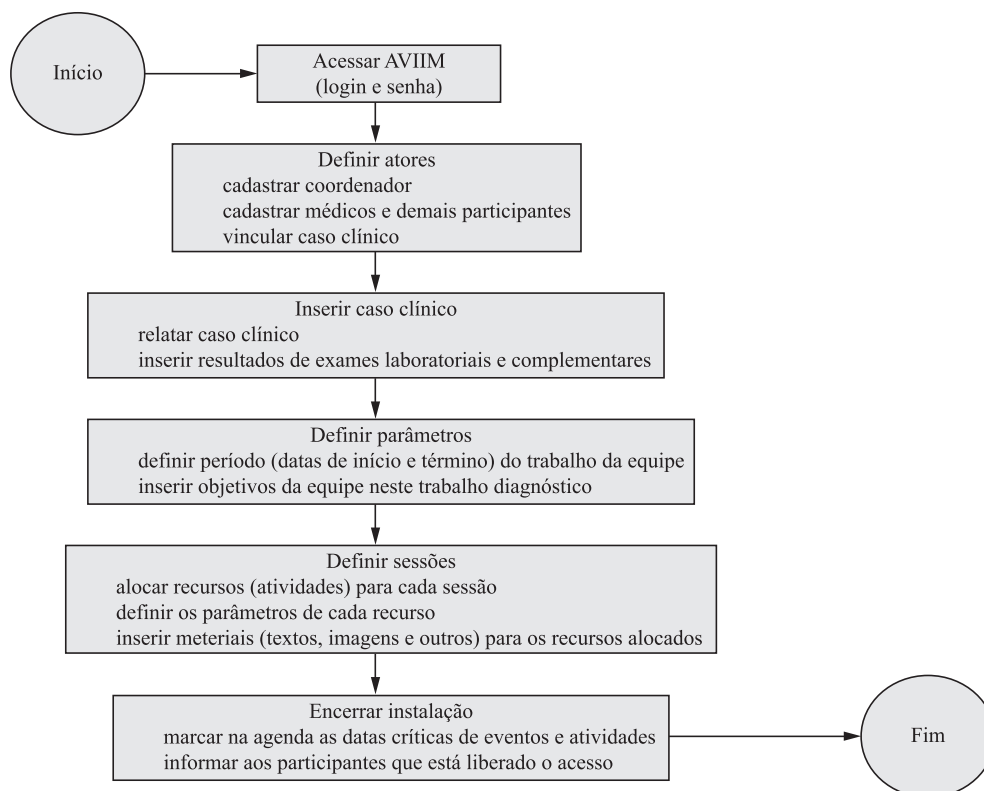 Início
Acessar AVIIM
(login e senha)
Definir atores
cadastrar coordenador
cadastrar médicos e demais participantes
vincular caso clínico
Inserir caso clínico
relatar caso clínico
inserir resultados de exames laboratoriais e complementares
Definir parâmetros
definir período (datas de início e término) do trabalho da equipe
inserir objetivos da equipe neste trabalho diagnóstico
Definir sessões
alocar recursos (atividades) para cada sessão
definir os parâmetros de cada recurso
inserir meteriais (textos, imagens e outros) para os recursos alocados
Encerrar instalação
marcar na agenda as datas críticas de eventos e atividades
informar aos participantes que está liberado o acesso
Fim